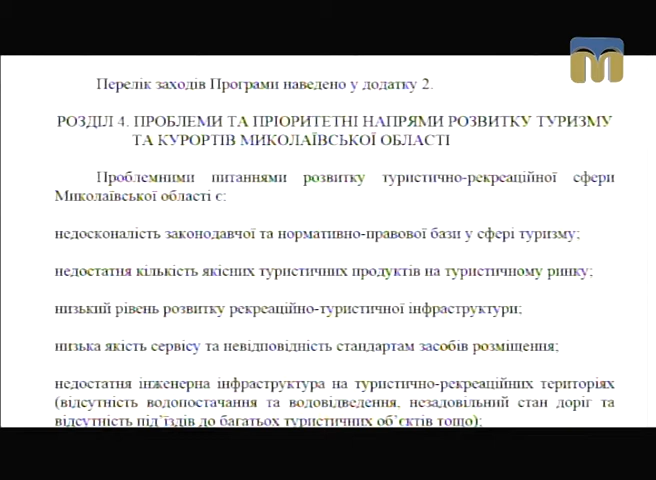 Перелік заходів Програми наведено у додатку 2.
РОЗДІЛ 4. ПРОБЛЕМИ ТА ПРІОРИТЕТНІ НАПРЯМИ РОЗВИТКУ ТУРИЗМУ
ТА КУРОРТІВ МИКОЛАЇВСЬКОЇ ОБЛАСТІ
Проблемними питаннями розвитку туристично-рекреаційної сфери
Миколаївської області є:
недосконалість законодавчої та нормативно-правової бази у сфері туризму;
недостатня кількість якісних туристичних продуктів на туристичному ринку;
низький рівень розвитку рекреаційно-туристичної інфраструктури;
низька якість сервісу та невідповідність стандартам засобів розміщення;
недостатня інженерна інфраструктура на туристично-рекреаційних територіях
(відсутність водопостачання та водовідведення, незадовільний стан доріг та
відсутність під'їздів до багатьох туристичних об'єктів тощо);